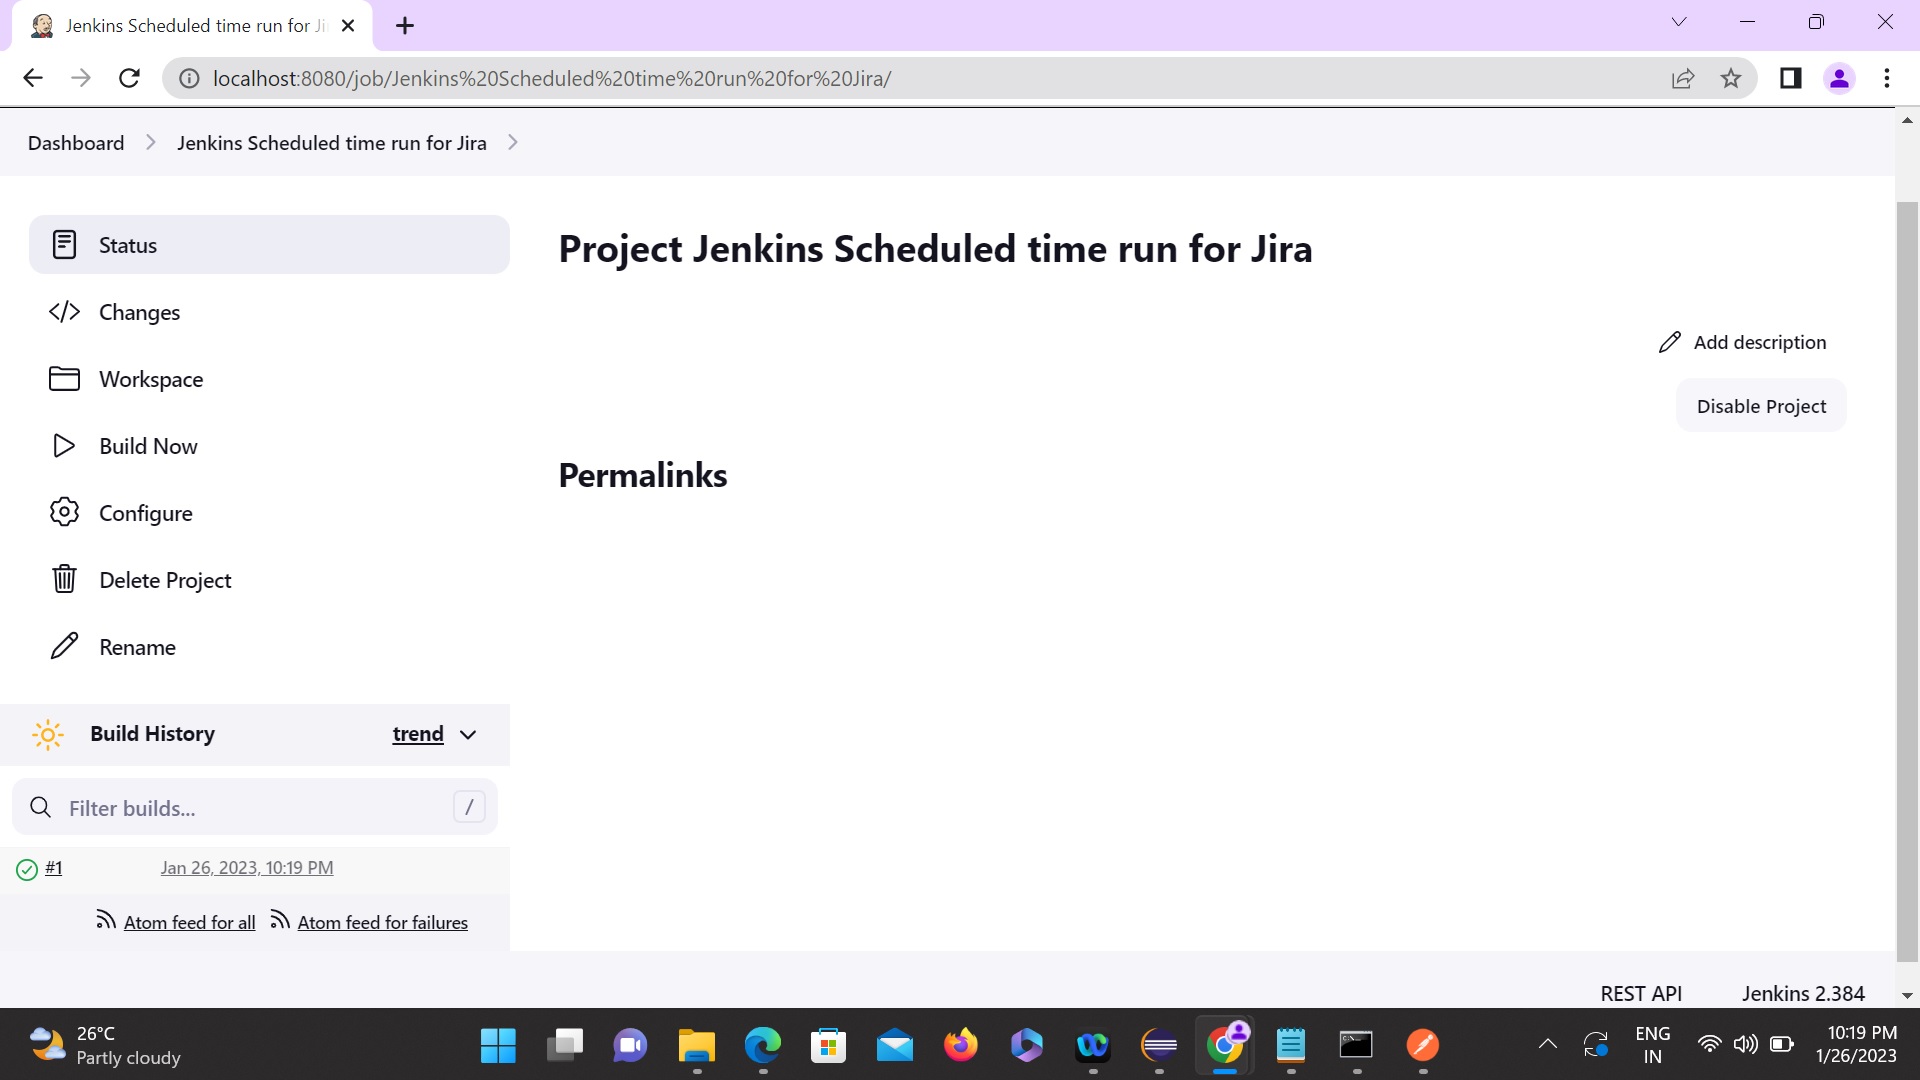 Jenkins Scheduled time run for Ji
localhost:8080/job/Jenkins%20Scheduled%20time%20run%20for%20Jira/
Dashboard
Jenkins Scheduled time run for Jira
Status
Changes
Workspace
Build Now
Configure
Delete Project
Rename
Project Jenkins Scheduled time run for Jira
Add description
Disable Project
Permalinks
Build History
trend
Filter builds...
/
#1
Jan 26, 2023, 10:19 PM
Atom feed for all
Atom feed for failures
REST API
Jenkins 2.384
26°C
Partly cloudy
ENG
IN
10:19 PM
1/26/2023